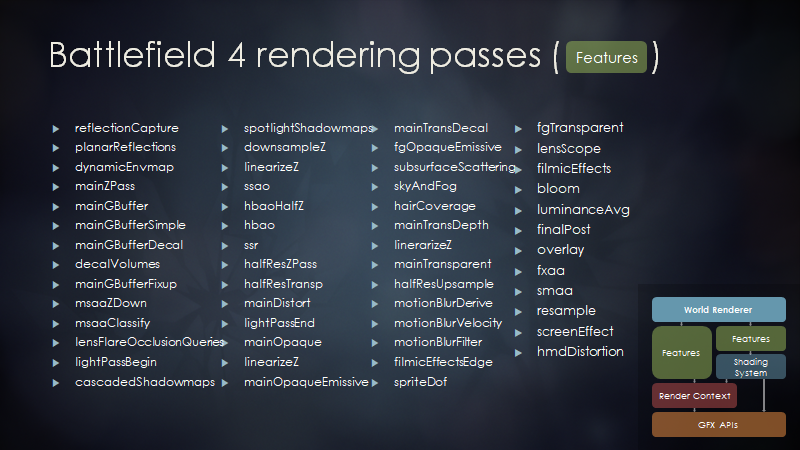 Battlefield 4 rendering passes ( Features )
reflectionCapture
planarReflections
dynamicEnvmap
mainZPass
mainGBuffer
mainGBufferSimple
mainGBufferDecal
decalVolumes
mainGBufferFixup
msaaZDown
msaaClassify
lensFlareOcclusionQueries
lightPassBegin
cascadedShadowmaps
spotlightShadowmaps
downsampleZ
linearizeZ
ssao
hbaoHalfZ
hbao
ssr
halfResZPass
halfResTransp
mainDistort
lightPassEnd
mainOpaque
linearizeZ
mainOpaqueEmissive
mainTransDecal
fgOpaqueEmissive
subsurfaceScattering
skyAndFog
hairCoverage
mainTransDepth
linerarizeZ
mainTransparent
halfResUpsample
motionBlurDerive
motionBlurVelocity
motionBlurFilter
filmicEffectsEdge
spriteDof
fgTransparent
lensScope
filmicEffects
bloom
luminanceAvg
finalPost
overlay
fxaa
smaa
resample
screenEffect
hmdDistortion
World Renderer
Features
Features
Shading
System
Render Context
GFX APIs